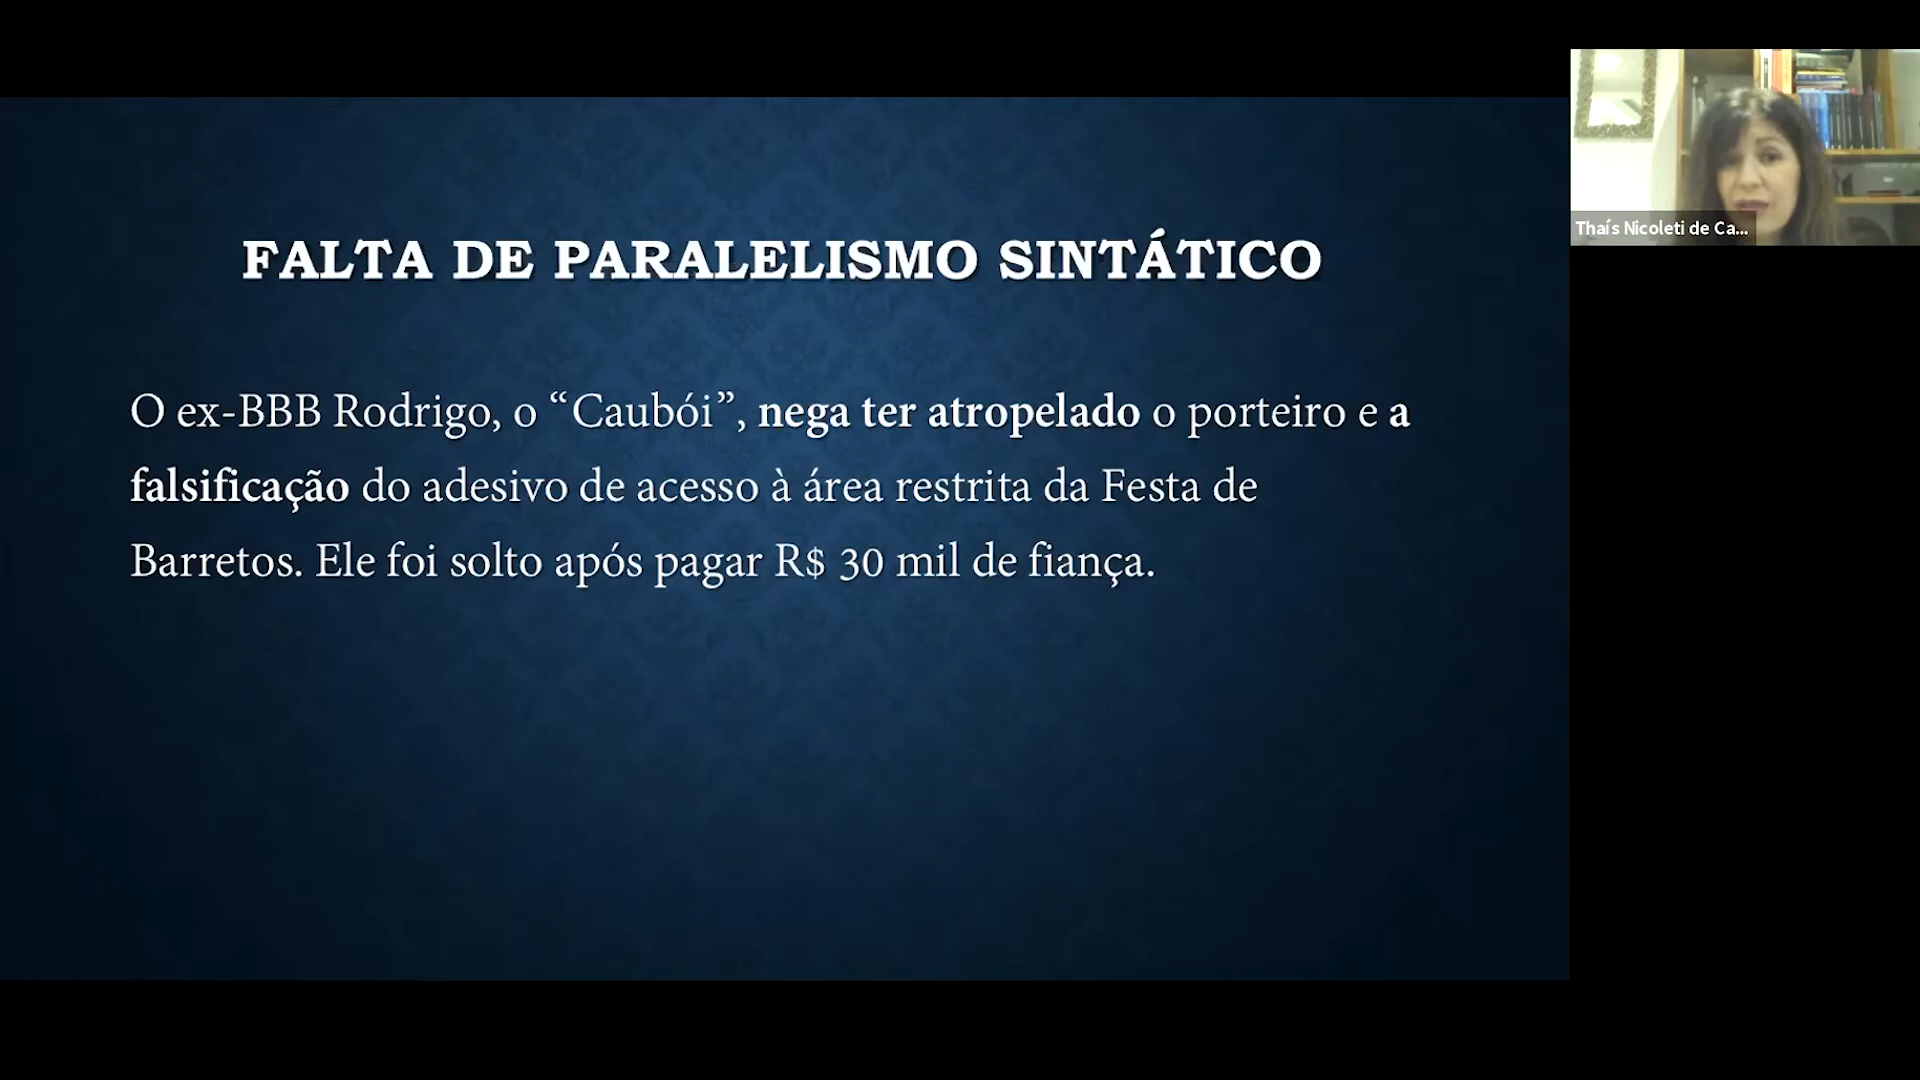 Thaís Nicoleti de Ca...
FALTA DE PARALELISMO SINTÁTICO
O ex-BBB Rodrigo, o “Caubói”, nega ter atropelado o porteiro e a
falsificação do adesivo de acesso à área restrita da Festa de
Barretos. Ele foi solto após pagar R$ 30 mil de fiança.